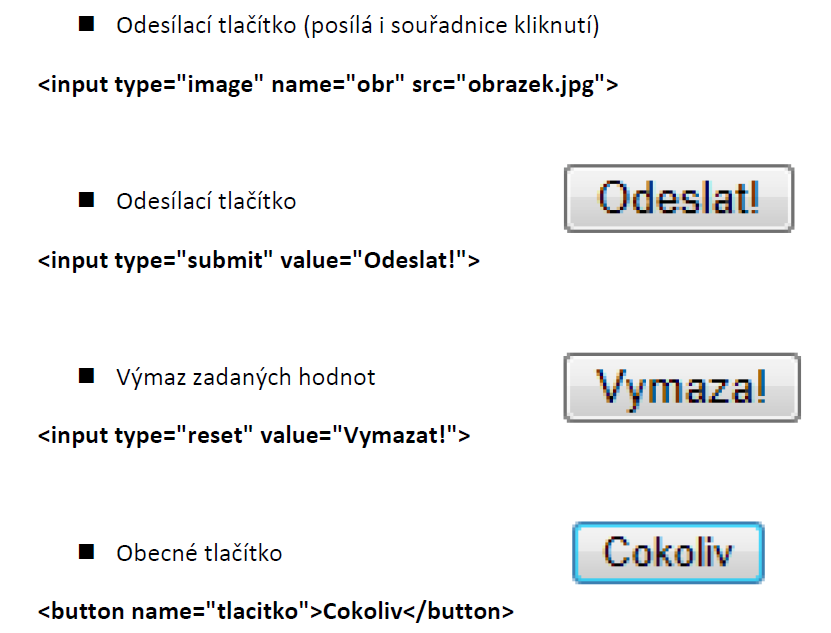 ■ Odesílací tlačítko (posílá i souřadnice kliknutí)
<input type="image" name="obr" src="obrazek.jpg">
■ Odesílací tlačítko
Odeslat!
<input type="submit" value="Odeslat!">
■ Výmaz zadaných hodnot
Vymaza!
<input type="reset" value="Vymazat!">
■ Obecné tlačítko
Cokoliv
<button name="tlacitko">Cokoliv</button>